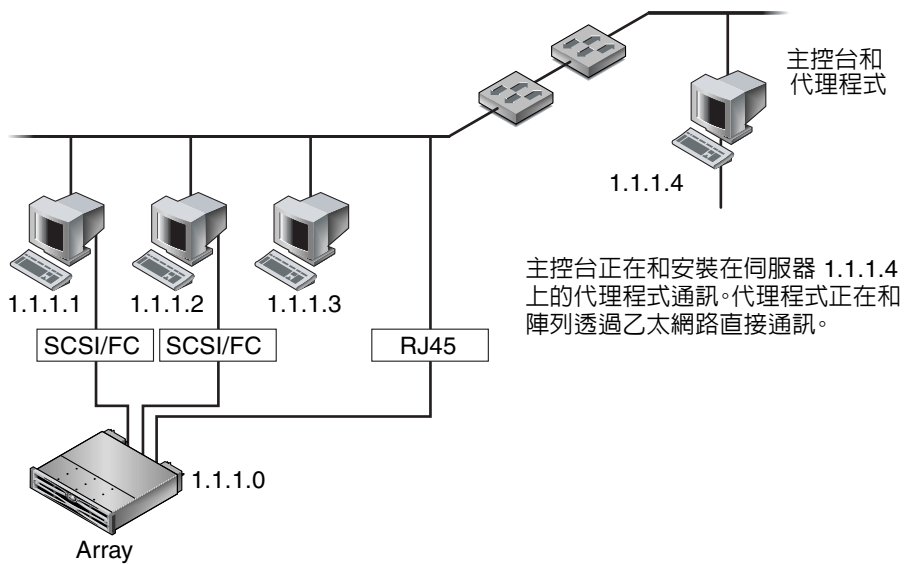 主控台和
代理程式
1.1.1.4
主控台正在和安裝在伺服器 1.1.1.4
上的代理程式通訊。代理程式正在和
陣列透過乙太網路直接通訊。
1.1.1.1
1.1.1.2
1.1.1.3
SCSI/FC
SCSI/FC
RJ45
1.1.1.0
Array